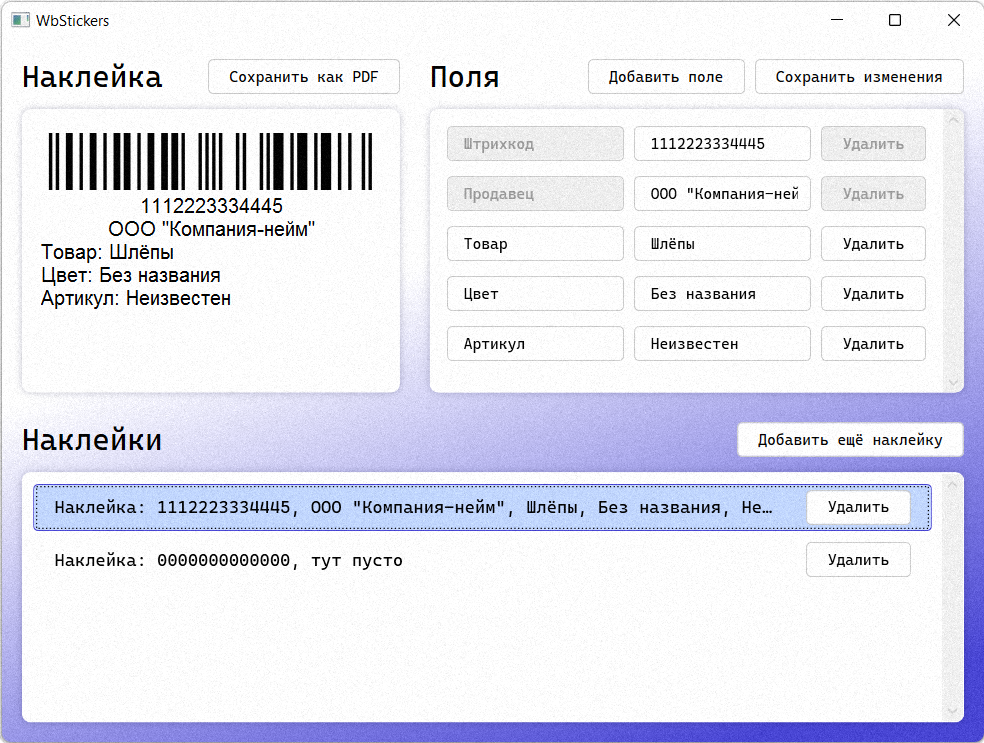 WbStickers
Наклейка
Сохранить как PDF
Поля
Добавить поле
Сохранить изменения
1112223334445
ООО "Компания-нейм"
Товар: Шлёпы
Цвет: Без названия
Артикул: Неизвестен
Штрихкод
1112223334445
Удалить
Продавец
ООО "Компания-ней
Удалить
Товар
Шлёпы
Удалить
Цвет
Без названия
Удалить
Артикул
Неизвестен
Удалить
Наклейки
Добавить ещё наклейку
Наклейка: 1112223334445, ООО "Компания-нейм", Шлёпы, Без названия, Не…
Удалить
Наклейка: 0000000000000, тут пусто
Удалить